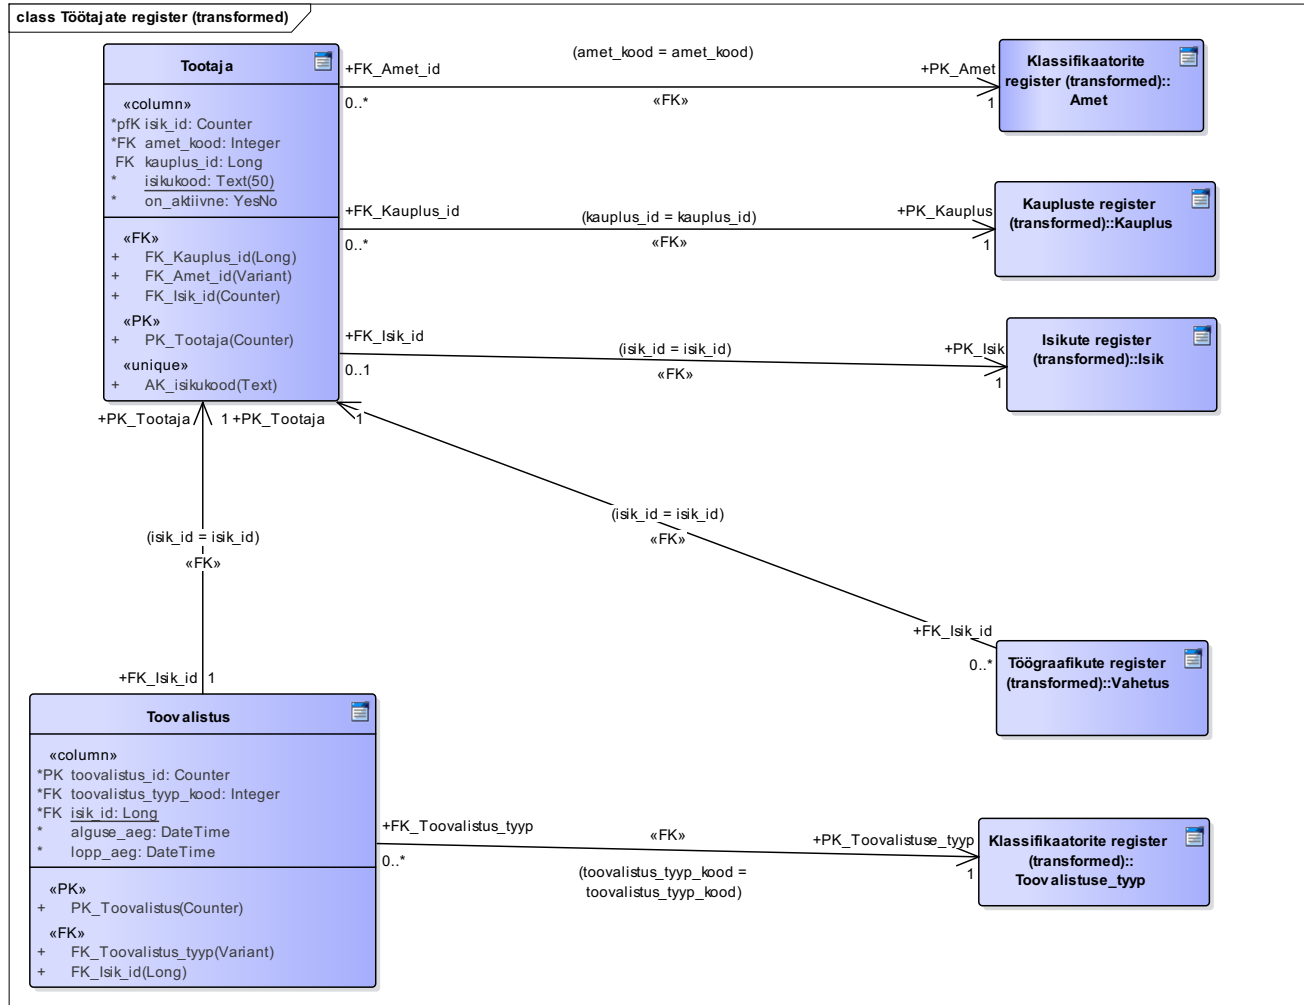 class Töötajate register (transformed)
Tootaja
«column»
*pfK isik_id: Counter
*FK amet_kood: Integer
FK kauplus_id: Long
* isikukood: Text(50)
* on_aktiivne: YesNo
«FK»
+ FK_Kauplus_id(Long)
+ FK_Amet_id(Variant)
+ FK_Isik_id(Counter)
«PK»
+ PK_Tootaja(Counter)
«unique»
+ AK_isikukood(Text)
+FK_Amet_id
0..*
(amet_kood = amet_kood)
«FK»
+PK_Amet
1
Klassifikaatorite
register (transformed)::
Amet
+FK_Kauplus_id
0..*
(kauplus_id = kauplus_id)
«FK»
+PK_Kauplus
1
Kaupluste register
(transformed)::Kauplus
+FK_Isik_id
0..1
(isik_id = isik_id)
«FK»
+PK_Isik
1
Isikute register
(transformed)::Isik
+PK_Tootaja
1
+PK_Tootaja
1
(isik_id = isik_id)
«FK»
(isik_id = isik_id)
«FK»
+FK_Isik_id
0..*
Töögraafikute register
(transformed)::Vahetus
+FK_Isik_id
1
Toovalistus
«column»
*PK toovalistus_id: Counter
*FK toovalistus_tyyp_kood: Integer
*FK isik_id: Long
* alguse_aeg: DateTime
* lopp_aeg: DateTime
«PK»
+ PK_Toovalistus(Counter)
«FK»
+ FK_Toovalistus_tyyp(Variant)
+ FK_Isik_id(Long)
+FK_Toovalistus_tyyp
0..*
«FK»
(toovalistus_tyyp_kood =
toovalistus_tyyp_kood)
+PK_Toovalistuse_tyyp
1
Klassifikaatorite register
(transformed)::
Toovalistuse_tyyp